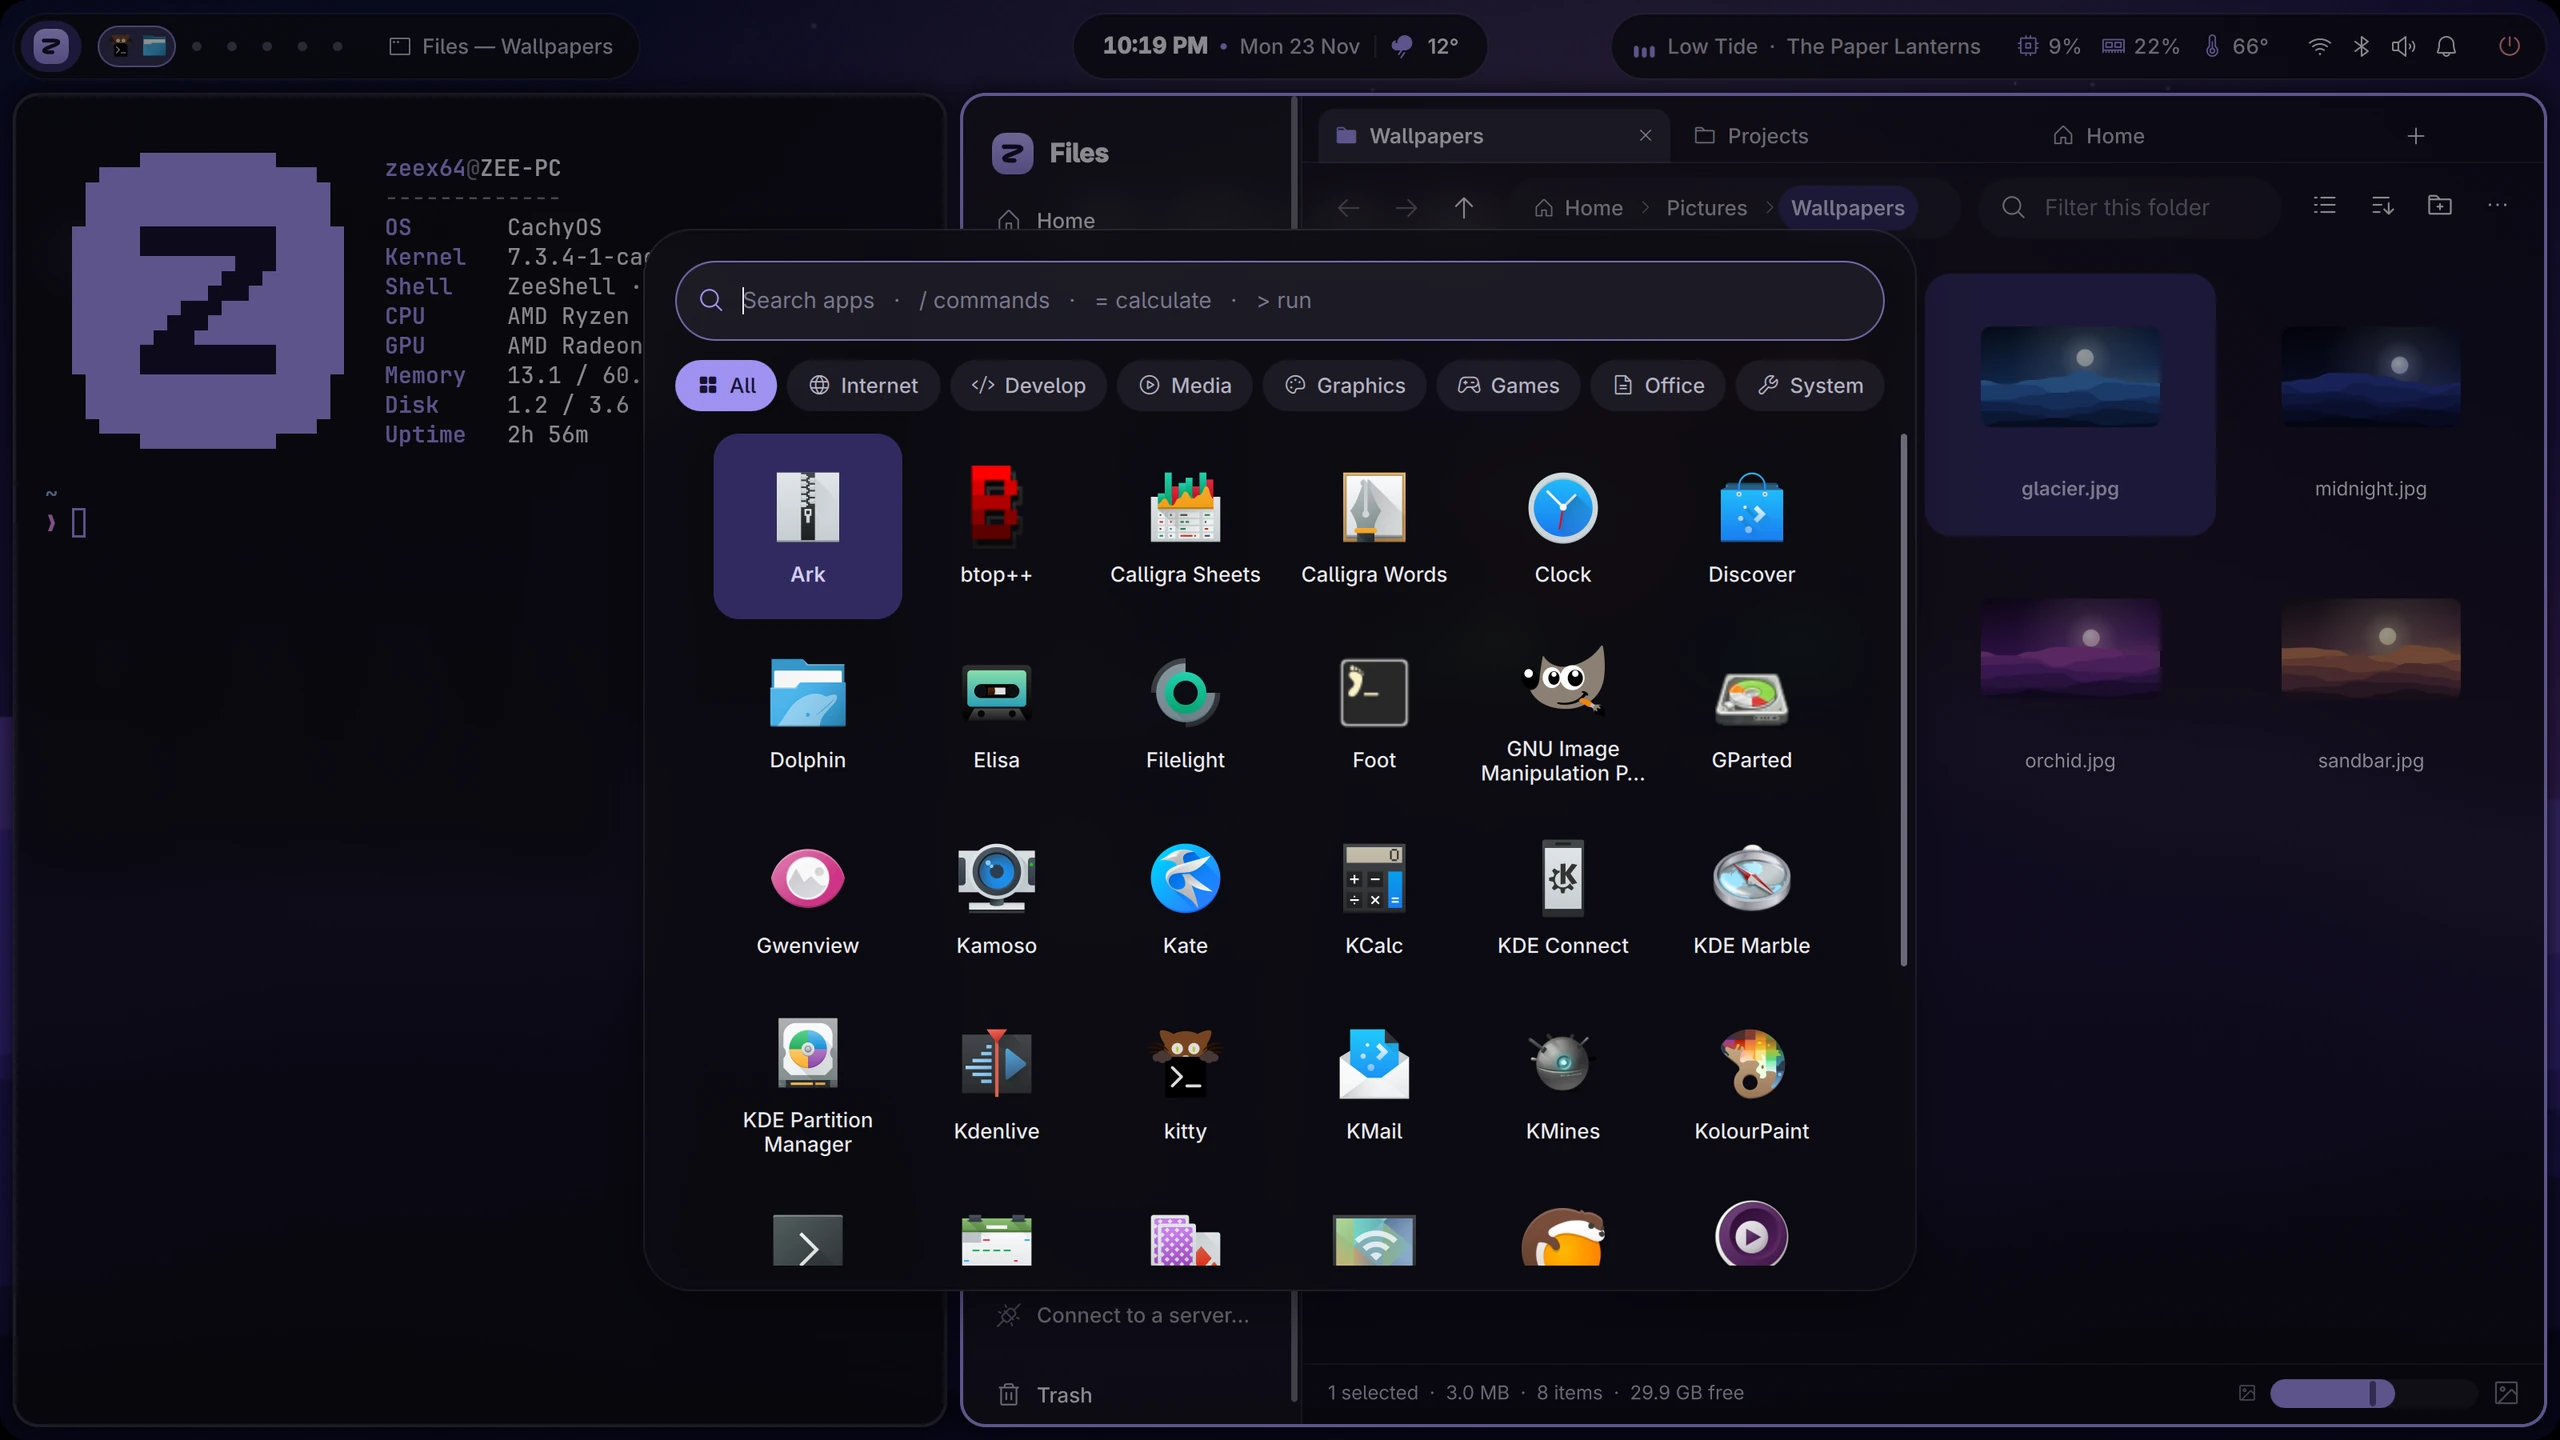 Files — Wallpapers
10:19 PM • Mon 23 Nov 12°
Low Tide · The Paper Lanterns 9% 22% 66°
zeex64@ZEE-PC
-------------
OS CachyOS
Kernel 7.3.4-1-cac
Shell ZeeShell ·
CPU AMD Ryzen
GPU AMD Radeon
Memory 13.1 / 60.
Disk 1.2 / 3.6
Uptime 2h 56m
~
❯
Files
Home
Wallpapers
Projects
Home
Home > Pictures > Wallpapers
Filter this folder
Search apps · / commands · = calculate · > run
All Internet Develop Media Graphics Games Office System
Ark
btop++
Calligra Sheets
Calligra Words
Clock
Discover
Dolphin
Elisa
Filelight
Foot
GNU Image
Manipulation P...
GParted
Gwenview
Kamoso
Kate
KCalc
KDE Connect
KDE Marble
KDE Partition
Manager
Kdenlive
kitty
KMail
KMines
KolourPaint
glacier.jpg
midnight.jpg
orchid.jpg
sandbar.jpg
Connect to a server...
Trash
1 selected · 3.0 MB · 8 items · 29.9 GB free